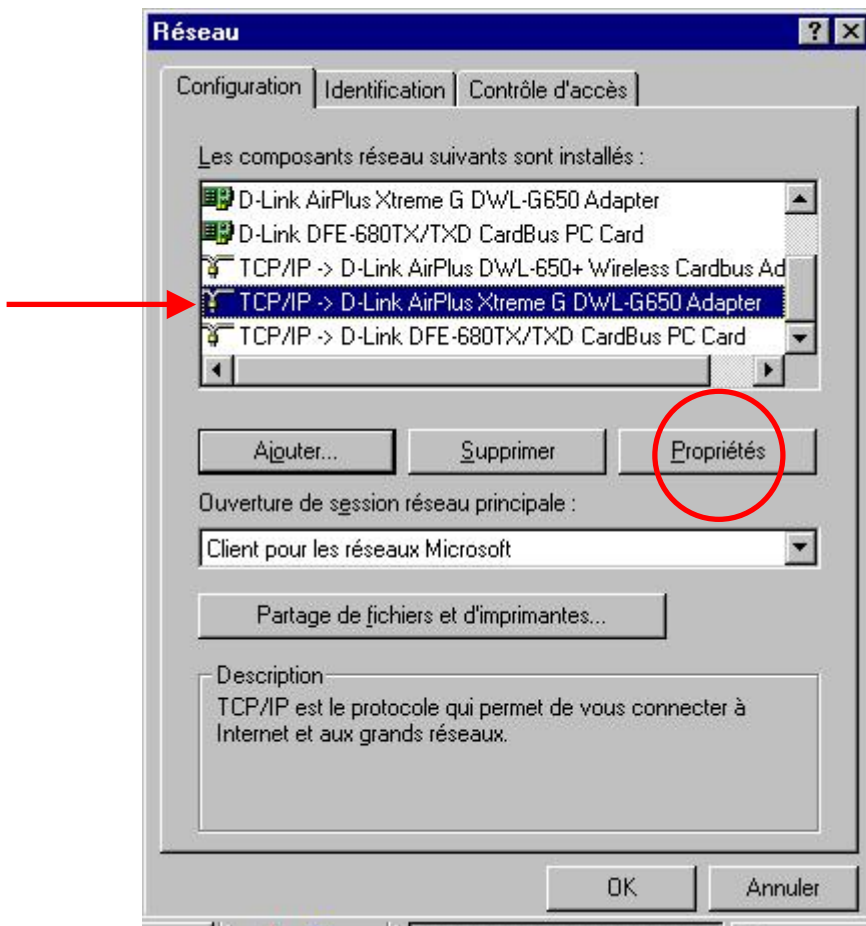 Réseau
Configuration Identification Contrôle d'accès
Les composants réseau suivants sont installés :
D-Link AirPlus Xtreme G DWL-G650 Adapter
D-Link DFE-680TX/TXD CardBus PC Card
TCP/IP -> D-Link AirPlus DWL-650+ Wireless Cardbus Ad
TCP/IP -> D-Link AirPlus Xtreme G DWL-G650 Adapter
TCP/IP -> D-Link DFE-680TX/TXD CardBus PC Card
Ajouter... Supprimer Propriétés
Ouverture de session réseau principale :
Client pour les réseaux Microsoft
Partage de fichiers et d'imprimantes...
Description
TCP/IP est le protocole qui permet de vous connecter à
Internet et aux grands réseaux.
OK Annuler